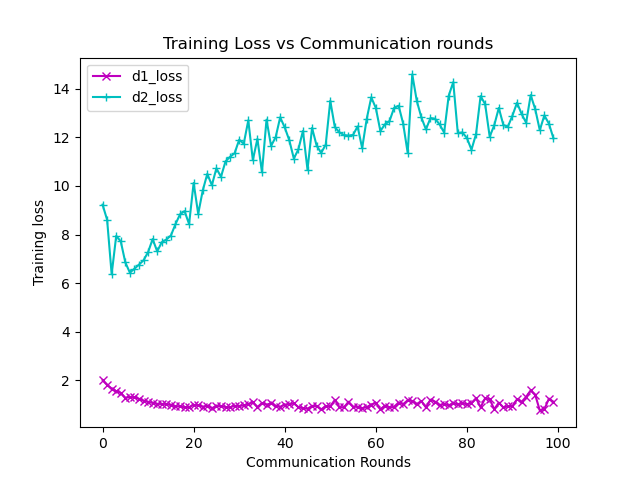 Training Loss vs Communication rounds
d1_loss
d2_loss
Training loss
14
12
10
8
6
4
2
0
20
40
60
80
100
Communication Rounds